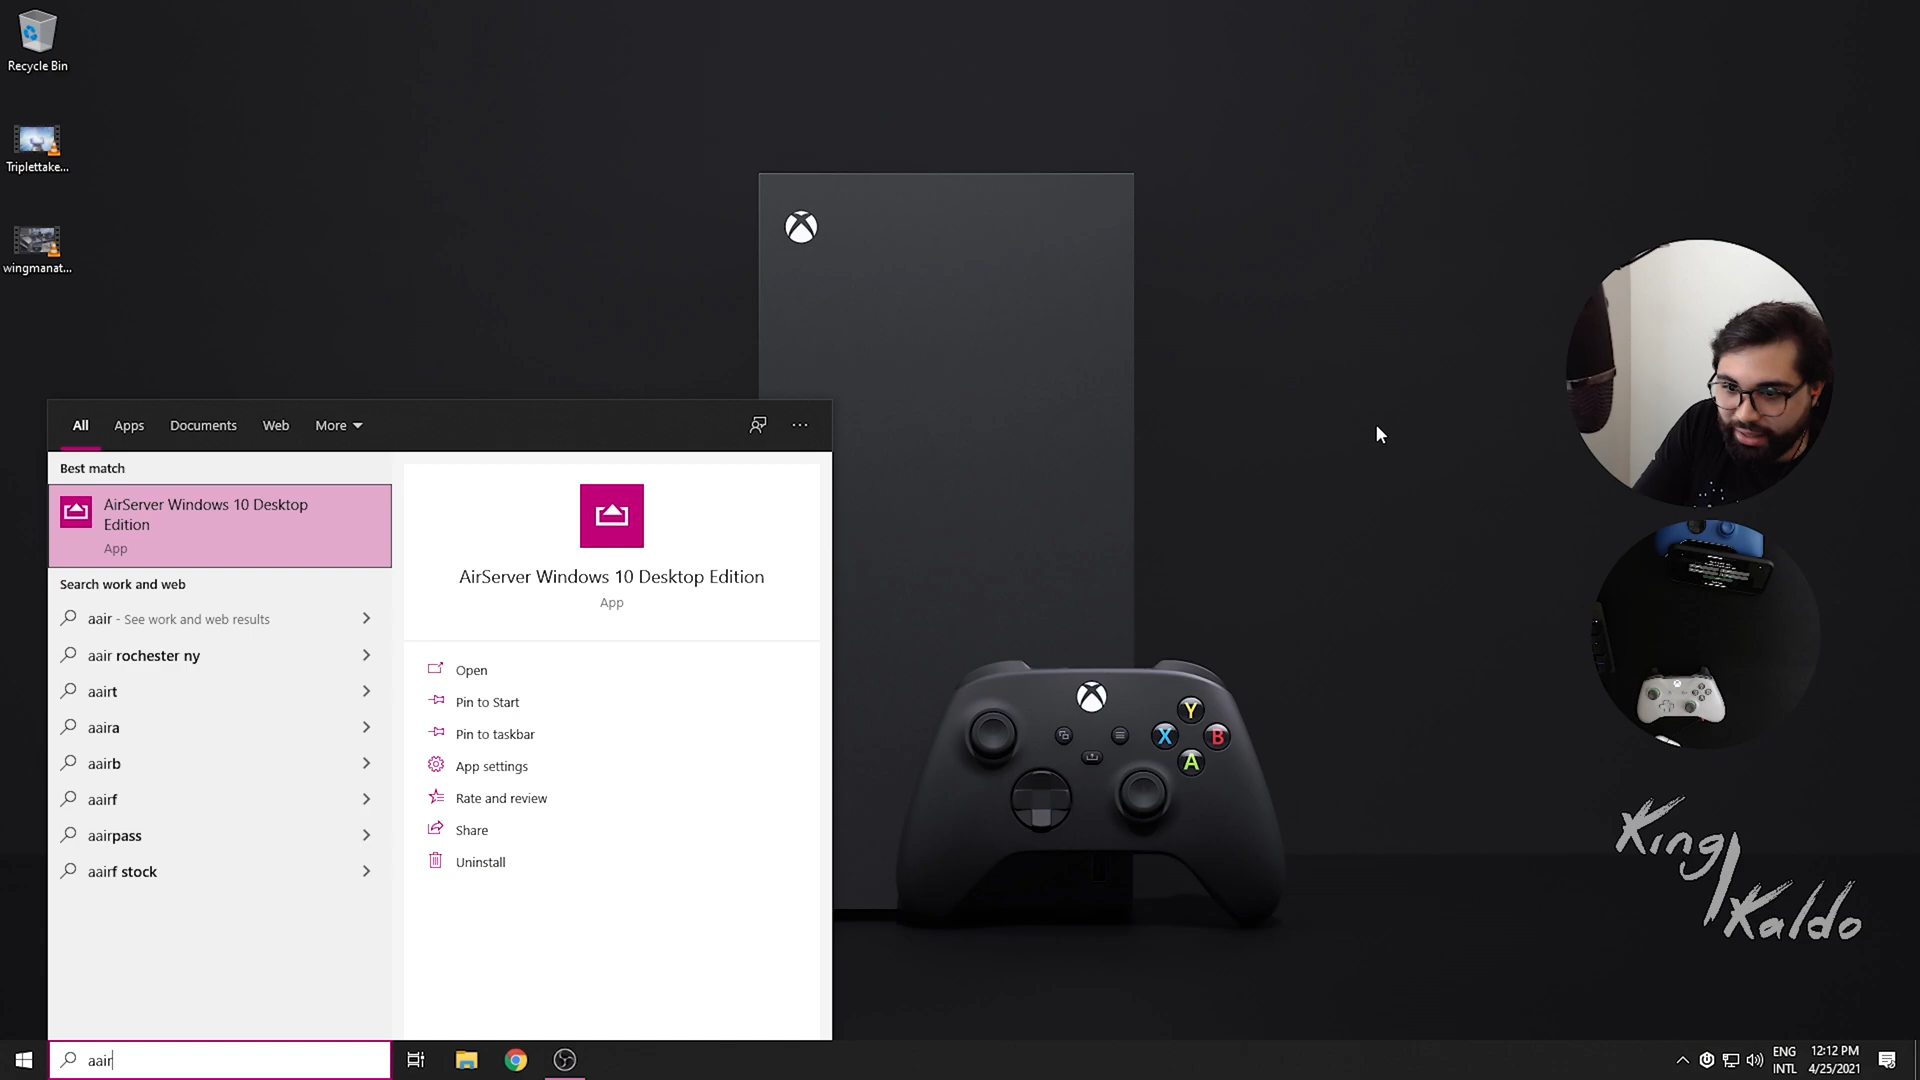 Recycle Bin
Triplettake...
wingmanat...
All
Apps
Documents
Web
More
Best match
AirServer Windows 10 Desktop
Edition
App
Search work and web
aair - See work and web results
aair rochester ny
aairt
aaira
aairb
aairf
aairpass
aairf stock
AirServer Windows 10 Desktop Edition
App
Open
Pin to Start
Pin to taskbar
App settings
Rate and review
Share
Uninstall
Y
X
B
A
King
Kaldo
aair
ENG
INTL
12:12 PM
4/25/2021